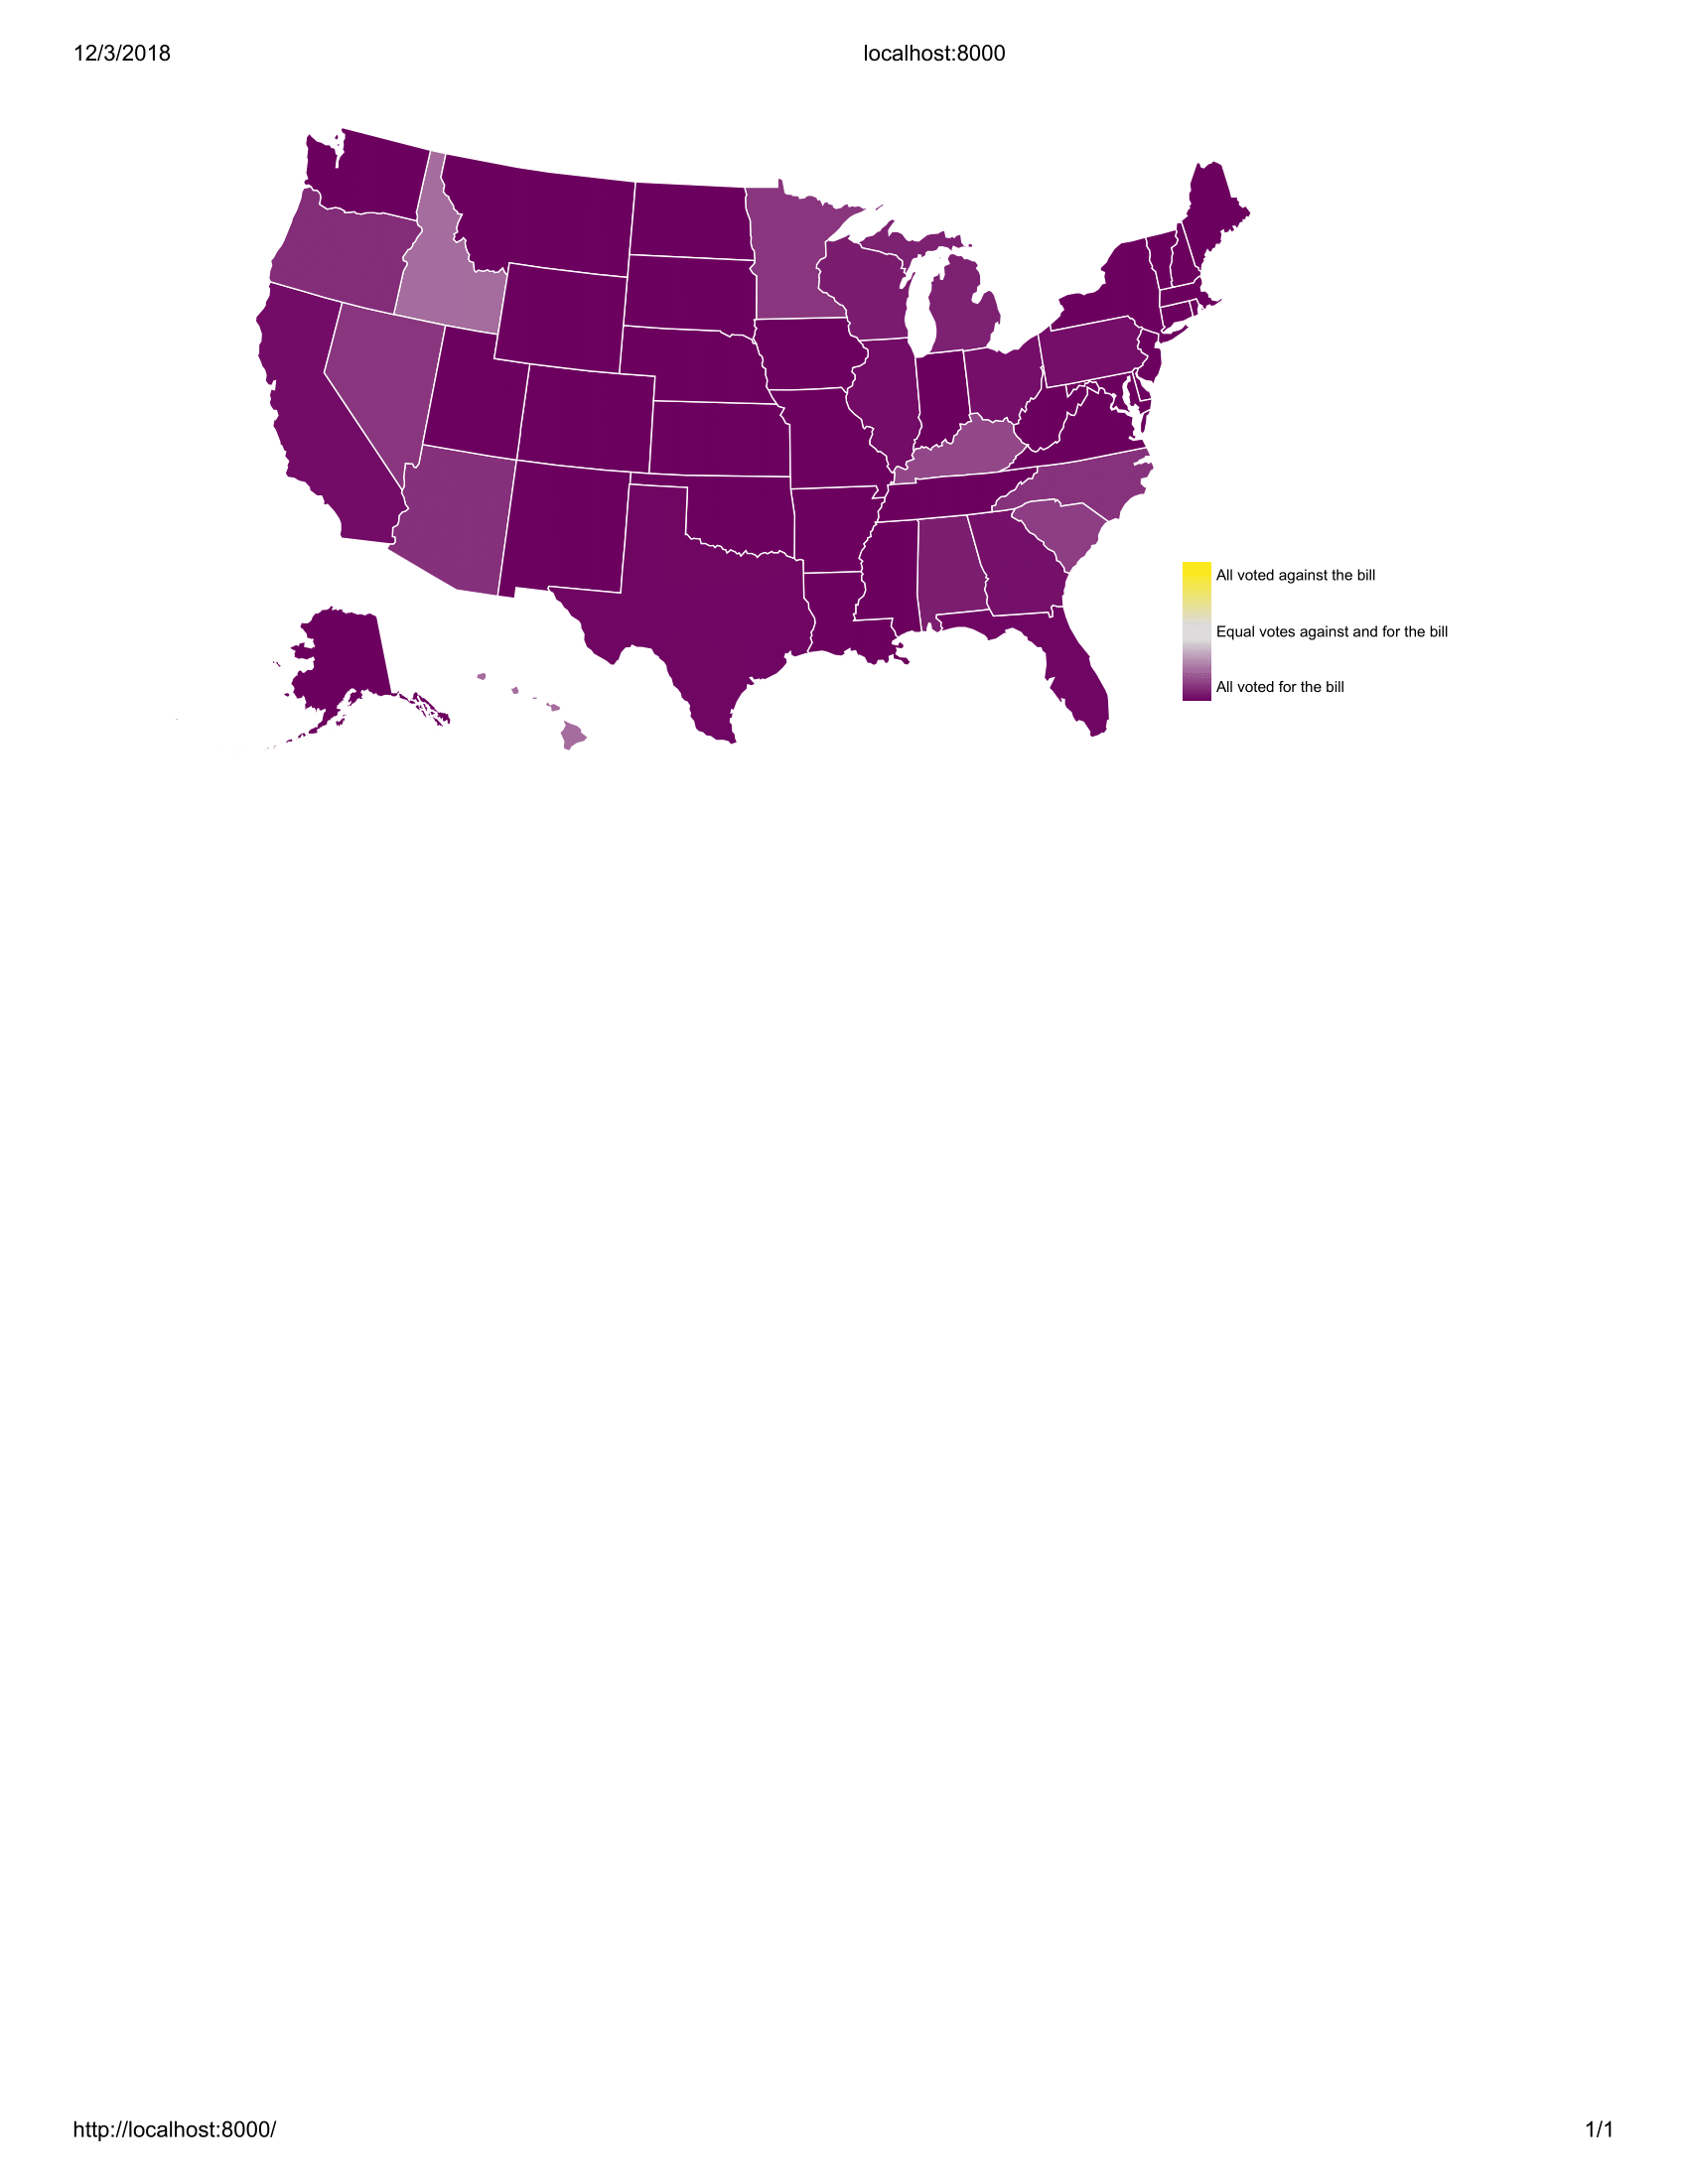 12/3/2018
localhost:8000
All voted against the bill
Equal votes against and for the bill
All voted for the bill
http://localhost:8000/
1/1